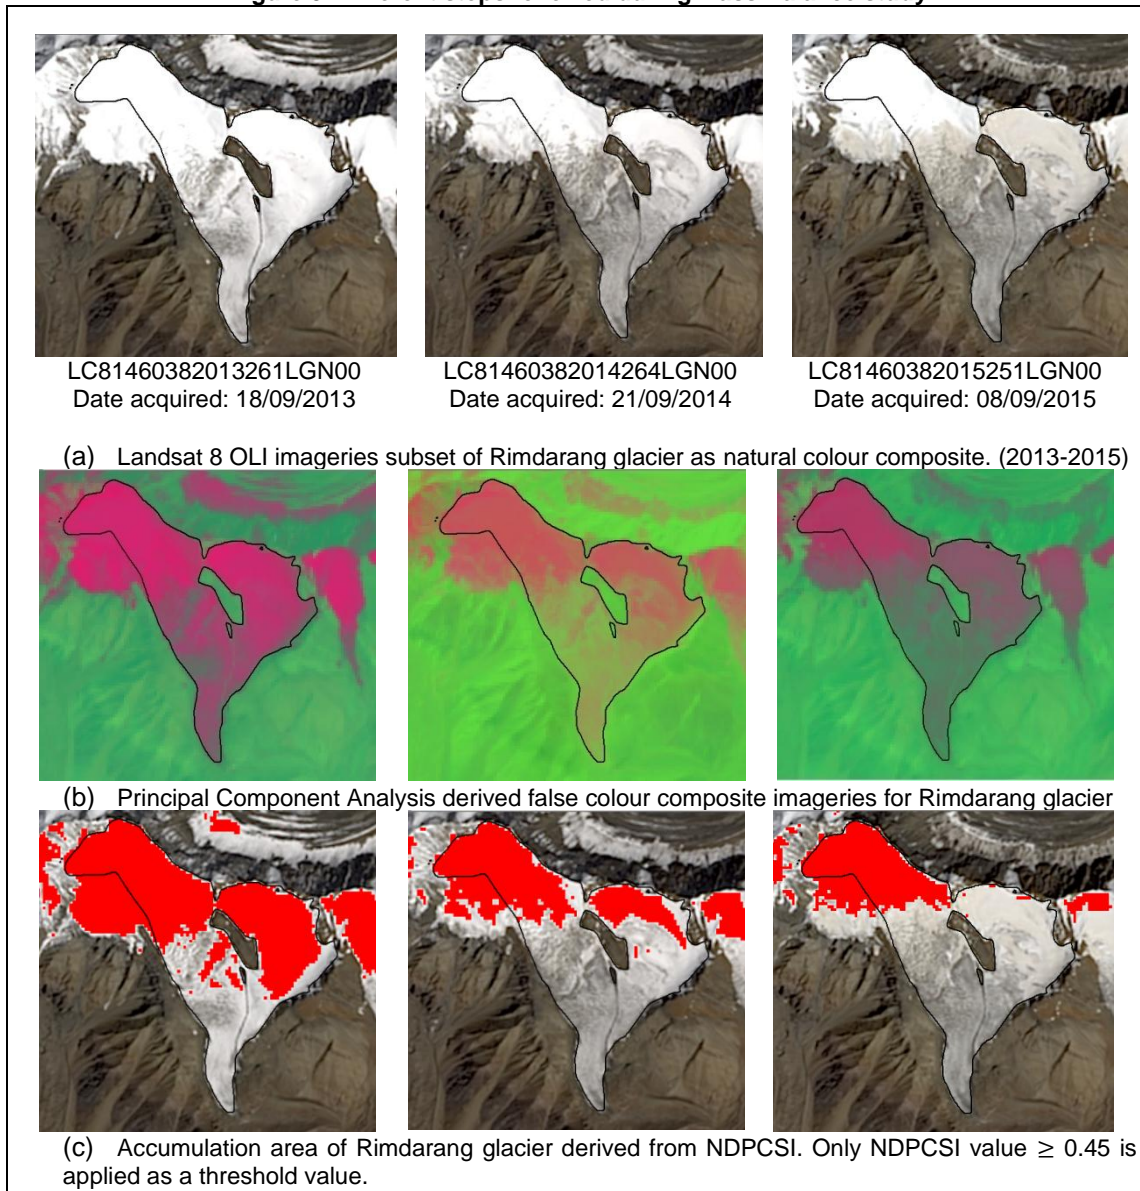 LC81460382013261LGN00 LC81460382014264LGN00 LC81460382015251LGN00
Date acquired: 18/09/2013 Date acquired: 21/09/2014 Date acquired: 08/09/2015
(a) Landsat 8 OLI imageries subset of Rimdarang glacier as natural colour composite. (2013-2015)
(b) Principal Component Analysis derived false colour composite imageries for Rimdarang glacier
(c) Accumulation area of Rimdarang glacier derived from NDPCSI. Only NDPCSI value ≥ 0.45 is
applied as a threshold value.